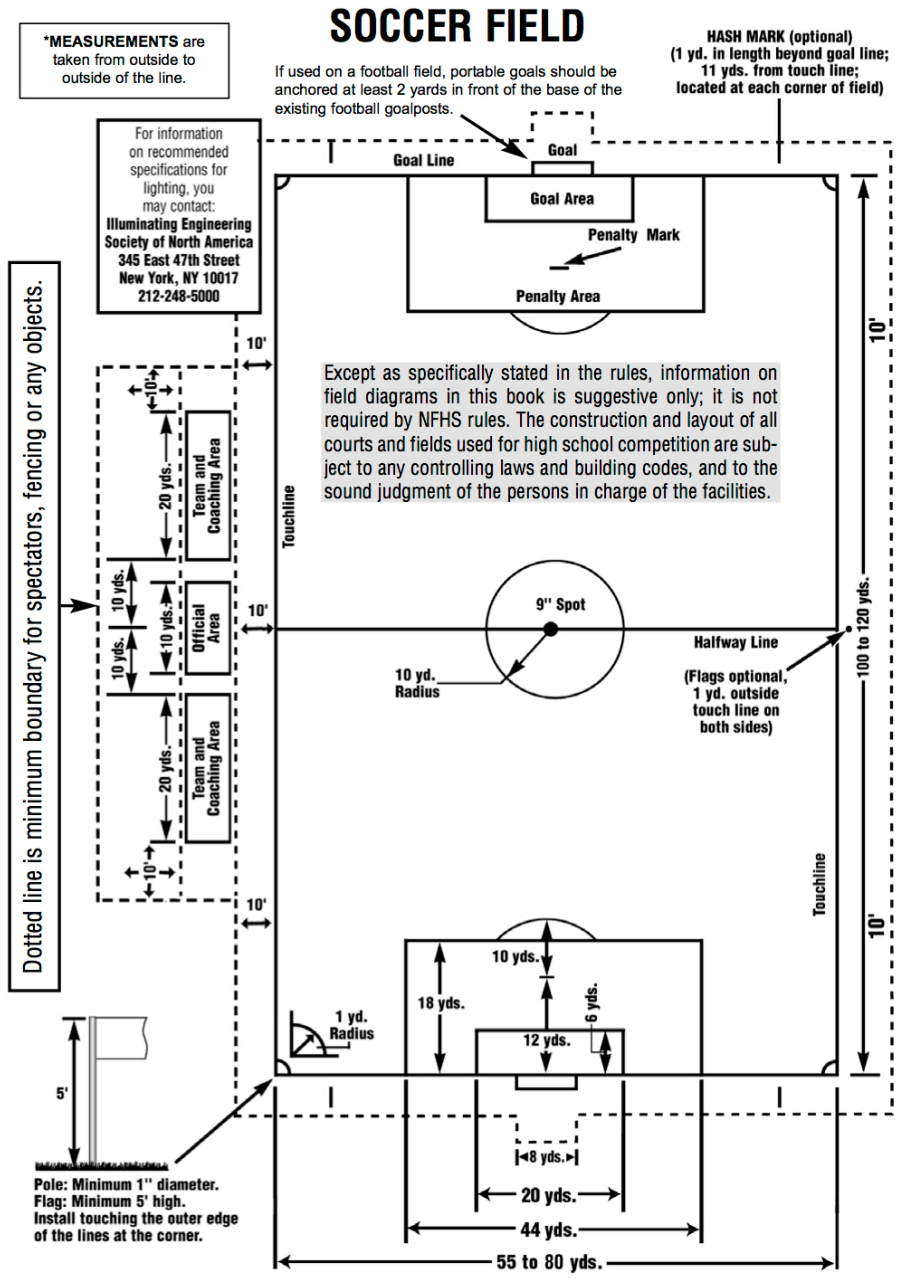 SOCCER FIELD
*MEASUREMENTS are
taken from outside to
outside of the line.
If used on a football field, portable goals should be
anchored at least 2 yards in front of the base of the
existing football goalposts.
HASH MARK (optional)
(1 yd. in length beyond goal line;
11 yds. from touch line;
located at each corner of field)
For information
on recommended
specifications for
lighting, you
may contact:
Illuminating Engineering
Society of North America
345 East 47th Street
New York, NY 10017
212-248-5000
Goal Line
Goal
Goal Area
Penalty Mark
Penalty Area
10'
10'
Dotted line is minimum boundary for spectators, fencing or any objects.
Except as specifically stated in the rules, information on
field diagrams in this book is suggestive only; it is not
required by NFHS rules. The construction and layout of all
courts and fields used for high school competition are sub-
ject to any controlling laws and building codes, and to the
sound judgment of the persons in charge of the facilities.
10'
20 yds.
Team and
Coaching Area
Touchline
10 yds.
10 yds.
10 yds.
Official
Area
10'
9" Spot
10 yd.
Radius
Halfway Line
(Flags optional,
1 yd. outside
touch line on
both sides)
100 to 120 yds.
20 yds.
Team and
Coaching Area
10'
10'
Touchline
10'
10 yds.
18 yds.
12 yds.
6 yds.
1 yd.
Radius
5'
Pole: Minimum 1" diameter.
Flag: Minimum 5' high.
Install touching the outer edge
of the lines at the corner.
8 yds.
20 yds.
44 yds.
55 to 80 yds.